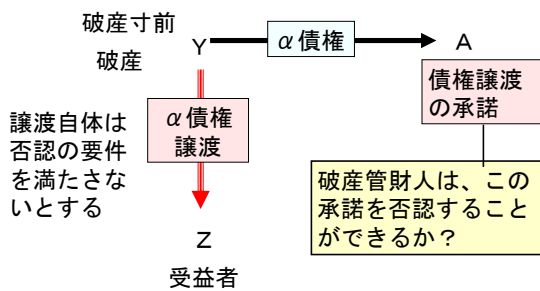 破産寸前
破産
Y
α債権
A
債権譲渡
の承諾
譲渡自体は
否認の要件
を満たさな
いとする
α債権
譲渡
破産管財人は、この
承諾を否認すること
ができるか？
Z
受益者